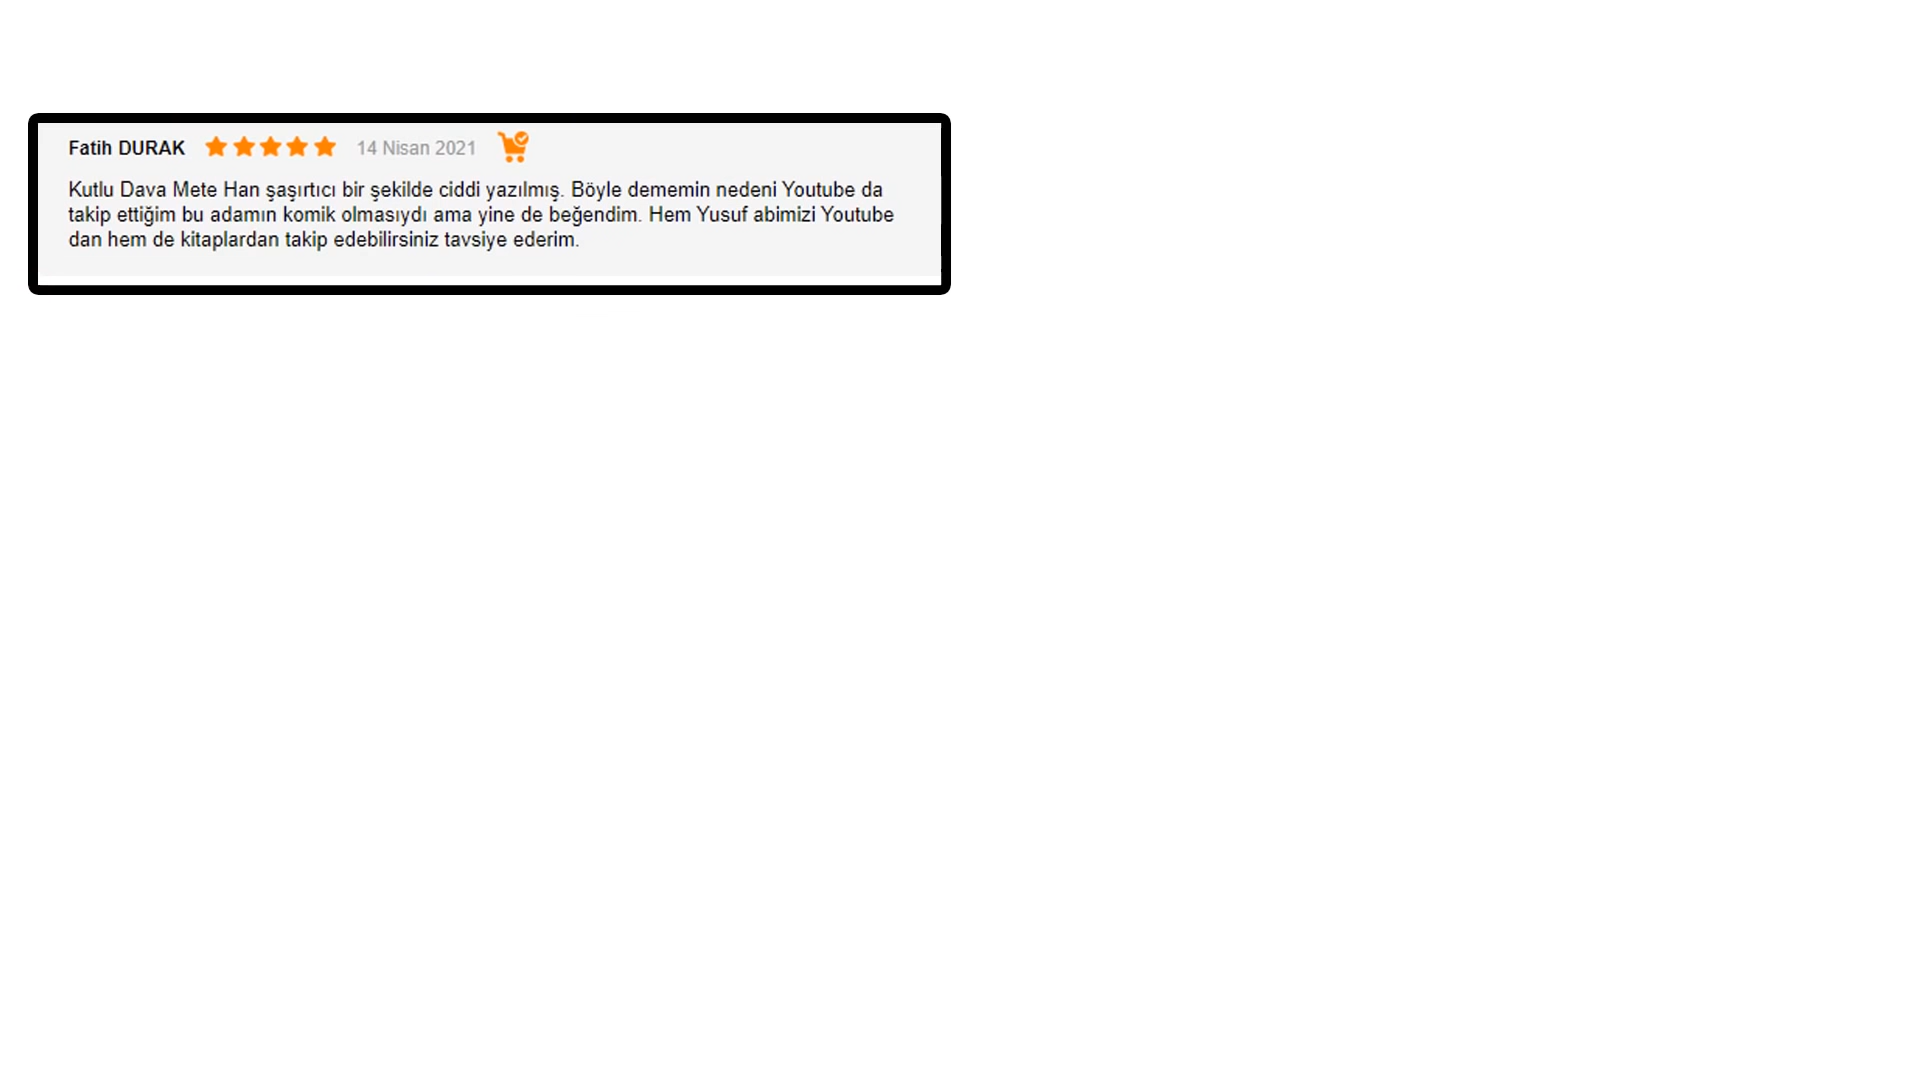 Fatih DURAK 14 Nisan 2021
Kutlu Dava Mete Han şaşırtıcı bir şekilde ciddi yazılmış. Böyle dememin nedeni Youtube da
takip ettiğim bu adamın komik olmasıydı ama yine de beğendim. Hem Yusuf abimizi Youtube
dan hem de kitaplardan takip edebilirsiniz tavsiye ederim.